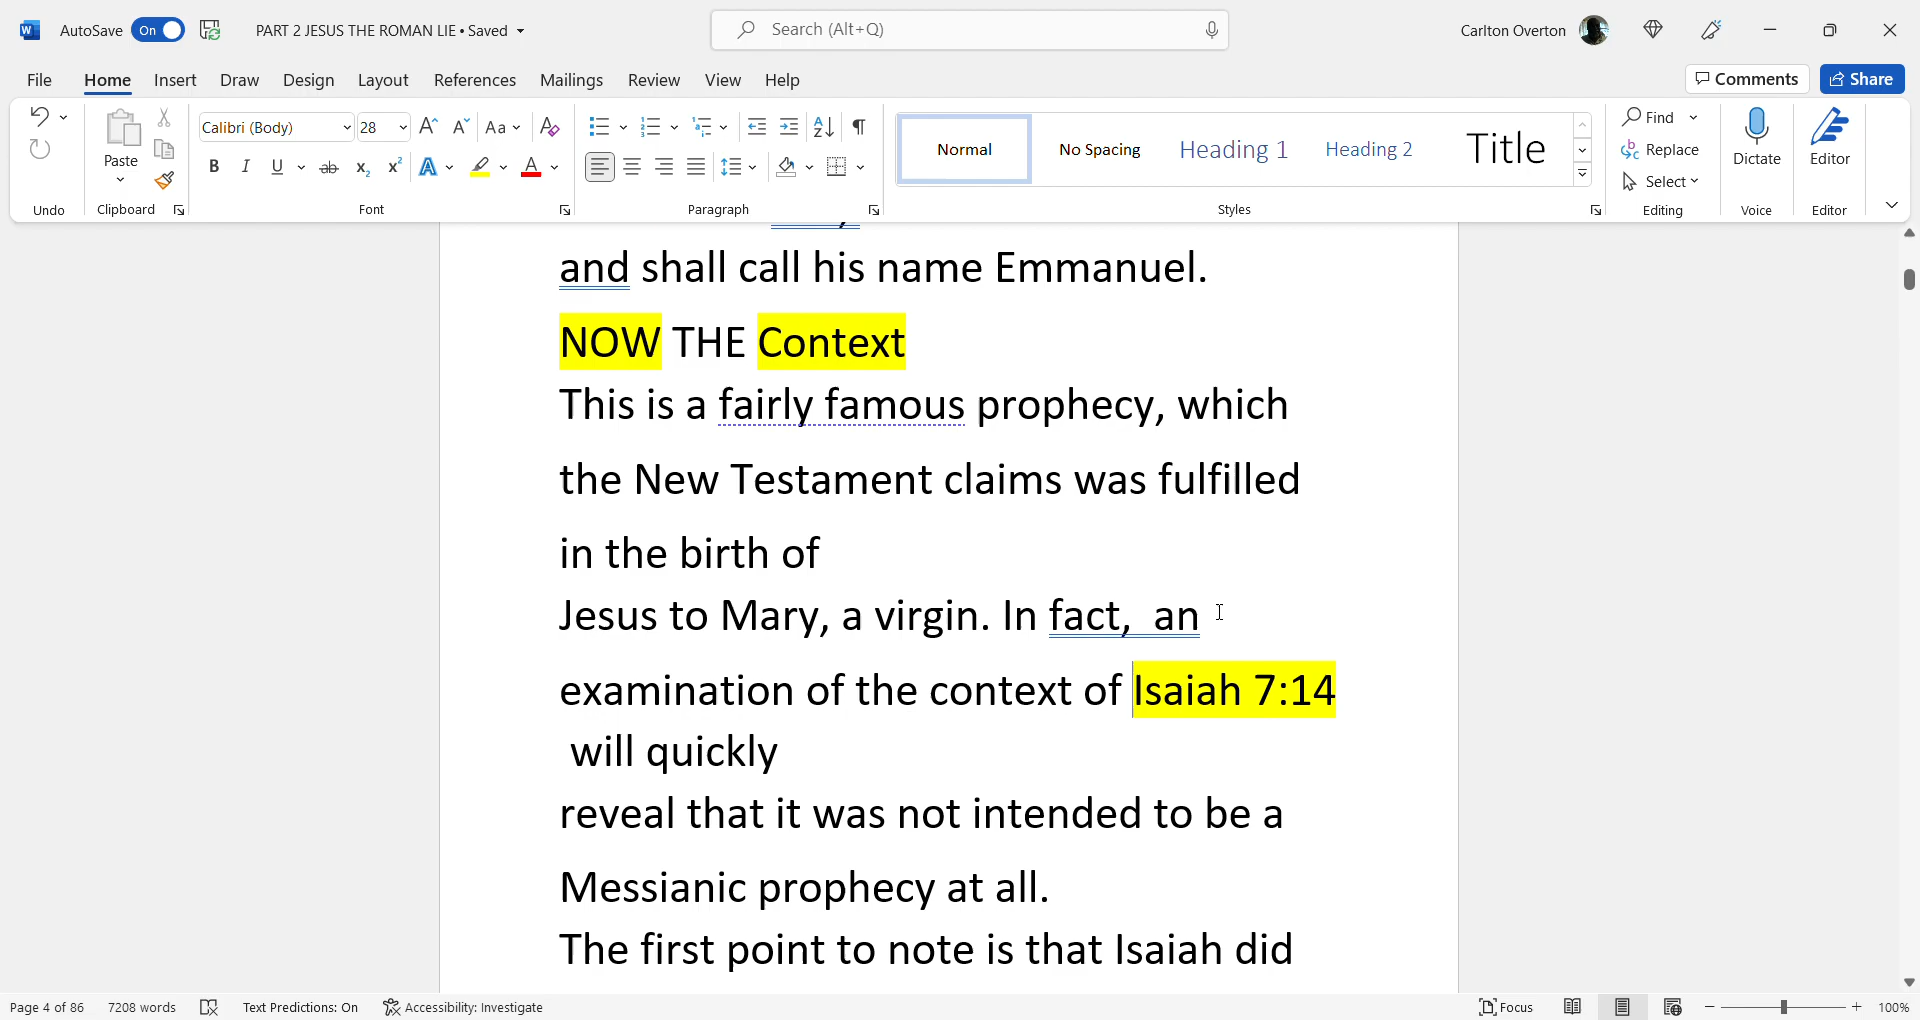 AutoSave On PART 2 JESUS THE ROMAN LIE • Saved Search (Alt+Q) Carlton Overton
File Home Insert Draw Design Layout References Mailings Review View Help Comments Share
Calibri (Body) 28 Aa
Paste
Normal No Spacing Heading 1 Heading 2 Title
Find
Replace
Select
Dictate
Editor
Undo Clipboard Font Paragraph Styles Editing Voice Editor
and shall call his name Emmanuel.
NOW THE Context
This is a fairly famous prophecy, which
the New Testament claims was fulfilled
in the birth of
Jesus to Mary, a virgin. In fact,  an
examination of the context of Isaiah 7:14
will quickly
reveal that it was not intended to be a
Messianic prophecy at all.
The first point to note is that Isaiah did
Page 4 of 86 7208 words Text Predictions: On Accessibility: Investigate Focus 100%